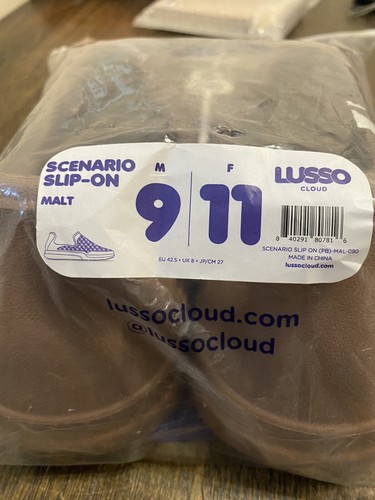 SCENARIO
SLIP-ON
MALT
M
9
F
11
EU 42.5 • UK 8 • JP/CM 27
LUSSO
CLOUD
8 40291 80781 6
SCENARIO SLIP ON (PB)-MAL-090
MADE IN CHINA
lussocloud.com
lussocloud.com
@lussocloud